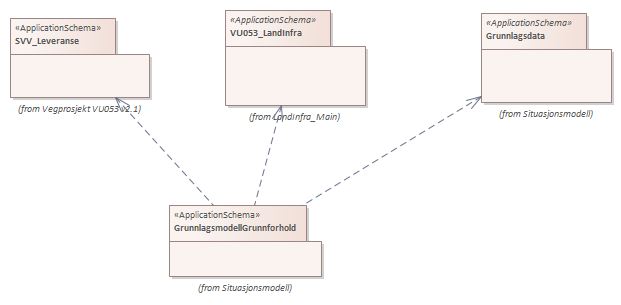 «ApplicationSchema»
SVV_Leveranse
(from Vegprosjekt VU053 v2.1)
«ApplicationSchema»
VU053_LandInfra
(from LandInfra_Main)
«ApplicationSchema»
Grunnlagsdata
(from Situasjonsmodell)
«ApplicationSchema»
GrunnlagsmodellGrunnforhold
(from Situasjonsmodell)